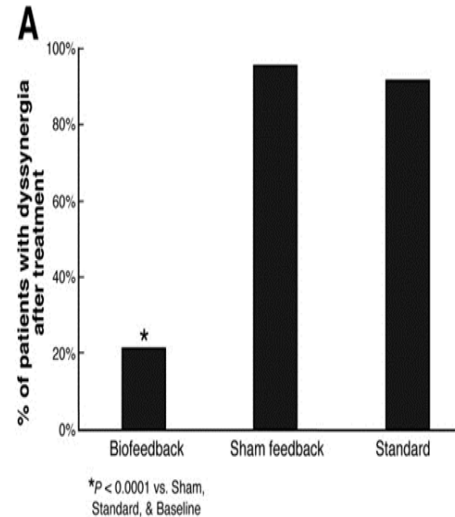 A
% of patients with dyssynergia
after treatment
100%
80%
60%
40%
20%
0%
*
Biofeedback Sham feedback Standard
*P < 0.0001 vs. Sham,
Standard, & Baseline